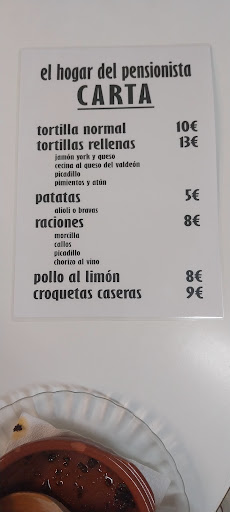 el hogar del pensionista
CARTA
tortilla normal 10€
tortillas rellenas 13€
jamón york y queso
cecina al queso del valdeón
picadillo
pimientos y atún
patatas 5€
alioli o bravas
raciones 8€
morcilla
callos
picadillo
chorizo al vino
pollo al limón 8€
croquetas caseras 9€